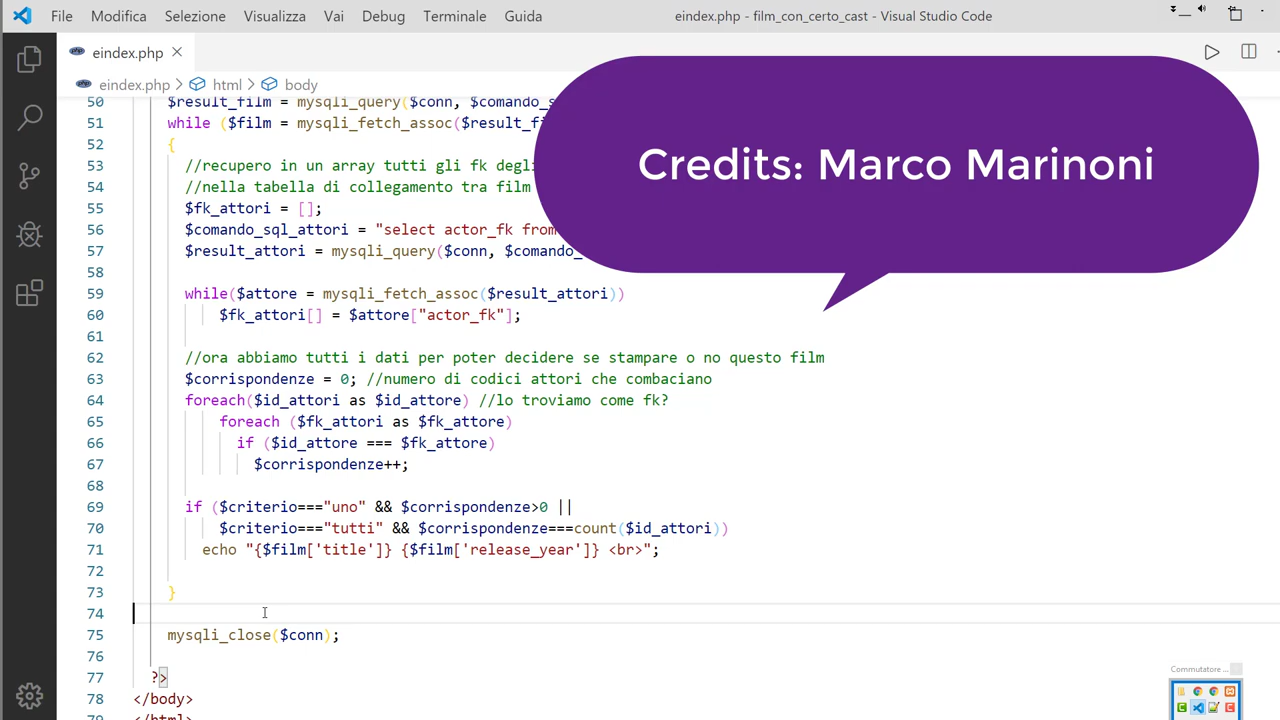 File Modifica Selezione Visualizza Vai Debug Terminale Guida eindex.php - film_con_certo_cast - Visual Studio Code
php eindex.php
php eindex.php > html > body
Credits: Marco Marinoni
50 $result_film = mysqli_query($conn, $comando_s
51 while ($film = mysqli_fetch_assoc($result_fi
52 {
53 //recupero in un array tutti gli fk degli
54 //nella tabella di collegamento tra film
55 $fk_attori = [];
56 $comando_sql_attori = "select actor_fk from
57 $result_attori = mysqli_query($conn, $comando_
58
59 while($attore = mysqli_fetch_assoc($result_attori))
60 $fk_attori[] = $attore["actor_fk"];
61
62 //ora abbiamo tutti i dati per poter decidere se stampare o no questo film
63 $corrispondenze = 0; //numero di codici attori che combaciano
64 foreach($id_attori as $id_attore) //lo troviamo come fk?
65 foreach ($fk_attori as $fk_attore)
66 if ($id_attore === $fk_attore)
67 $corrispondenze++;
68
69 if ($criterio==="uno" && $corrispondenze>0 ||
70 $criterio==="tutti" && $corrispondenze===count($id_attori))
71 echo "{$film['title']} {$film['release_year']} <br>";
72
73 }
74
75 mysqli_close($conn);
76
77 ?>
78 </body>
79 </html>
Commutatore ...